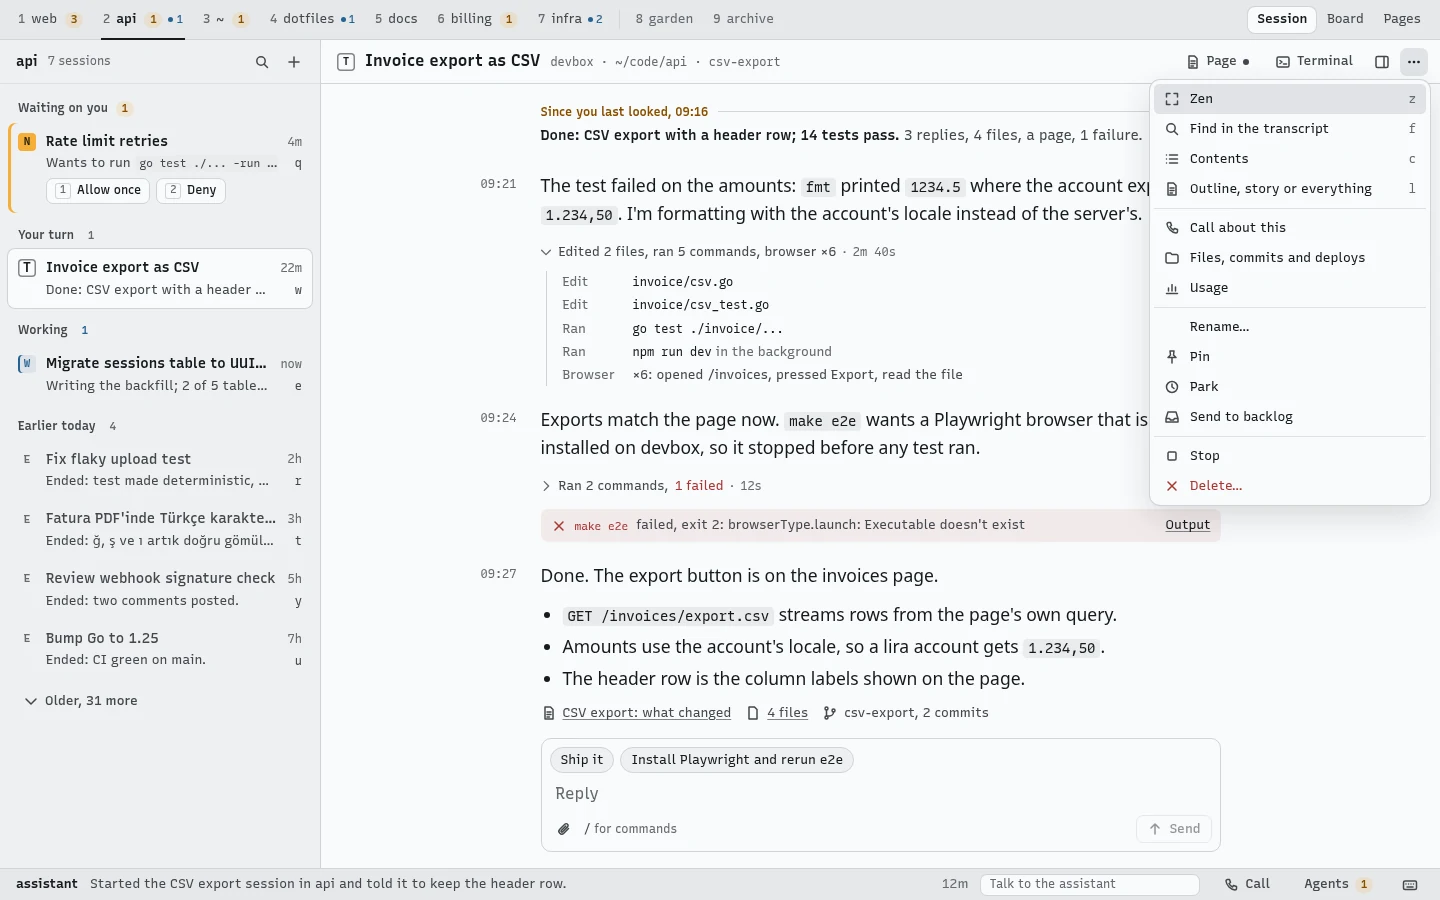 1 web 3
2 api 1 •1
3 ~ 1
4 dotfiles •1
5 docs
6 billing 1
7 infra •2
8 garden
9 archive
Session
Board
Pages
api 7 sessions
Waiting on you 1
N Rate limit retries 4m
Wants to run go test ./... -run … q
1 Allow once
2 Deny
Your turn 1
T Invoice export as CSV 22m
Done: CSV export with a header … w
Working 1
W Migrate sessions table to UUI… now
Writing the backfill; 2 of 5 table… e
Earlier today 4
E Fix flaky upload test 2h
Ended: test made deterministic, … r
E Fatura PDF'inde Türkçe karakte… 3h
Ended: ğ, ş ve ı artık doğru gömül… t
E Review webhook signature check 5h
Ended: two comments posted. y
E Bump Go to 1.25 7h
Ended: CI green on main. u
Older, 31 more
T Invoice export as CSV devbox · ~/code/api · csv-export
Page •
Terminal
Since you last looked, 09:16
Done: CSV export with a header row; 14 tests pass. 3 replies, 4 files, a page, 1 failure.
09:21 The test failed on the amounts: fmt printed 1234.5 where the account exp
1.234,50. I'm formatting with the account's locale instead of the server's.
Edited 2 files, ran 5 commands, browser ×6 · 2m 40s
Edit invoice/csv.go
Edit invoice/csv_test.go
Ran go test ./invoice/...
Ran npm run dev in the background
Browser ×6: opened /invoices, pressed Export, read the file
09:24 Exports match the page now. make e2e wants a Playwright browser that is
installed on devbox, so it stopped before any test ran.
Ran 2 commands, 1 failed · 12s
make e2e failed, exit 2: browserType.launch: Executable doesn't exist Output
09:27 Done. The export button is on the invoices page.
• GET /invoices/export.csv streams rows from the page's own query.
• Amounts use the account's locale, so a lira account gets 1.234,50.
• The header row is the column labels shown on the page.
CSV export: what changed
4 files
csv-export, 2 commits
Ship it
Install Playwright and rerun e2e
Reply
/ for commands
Send
Zen z
Find in the transcript f
Contents c
Outline, story or everything l
Call about this
Files, commits and deploys
Usage
Rename…
Pin
Park
Send to backlog
Stop
Delete…
assistant Started the CSV export session in api and told it to keep the header row. 12m
Talk to the assistant
Call
Agents 1